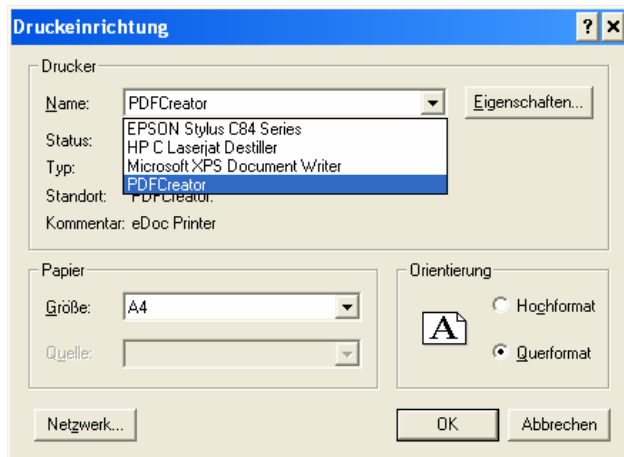 Druckeinrichtung
Drucker
Name: PDFCreator Eigenschaften...
EPSON Stylus C84 Series
Status:
HP C Laserjat Destiller
Typ:
Microsoft XPS Document Writer
PDFCreator
Standort: PDFCreator:
Kommentar: eDoc Printer
Papier
Größe: A4
Quelle:
Orientierung
A
Hochformat
Querformat
Netzwerk... OK Abbrechen